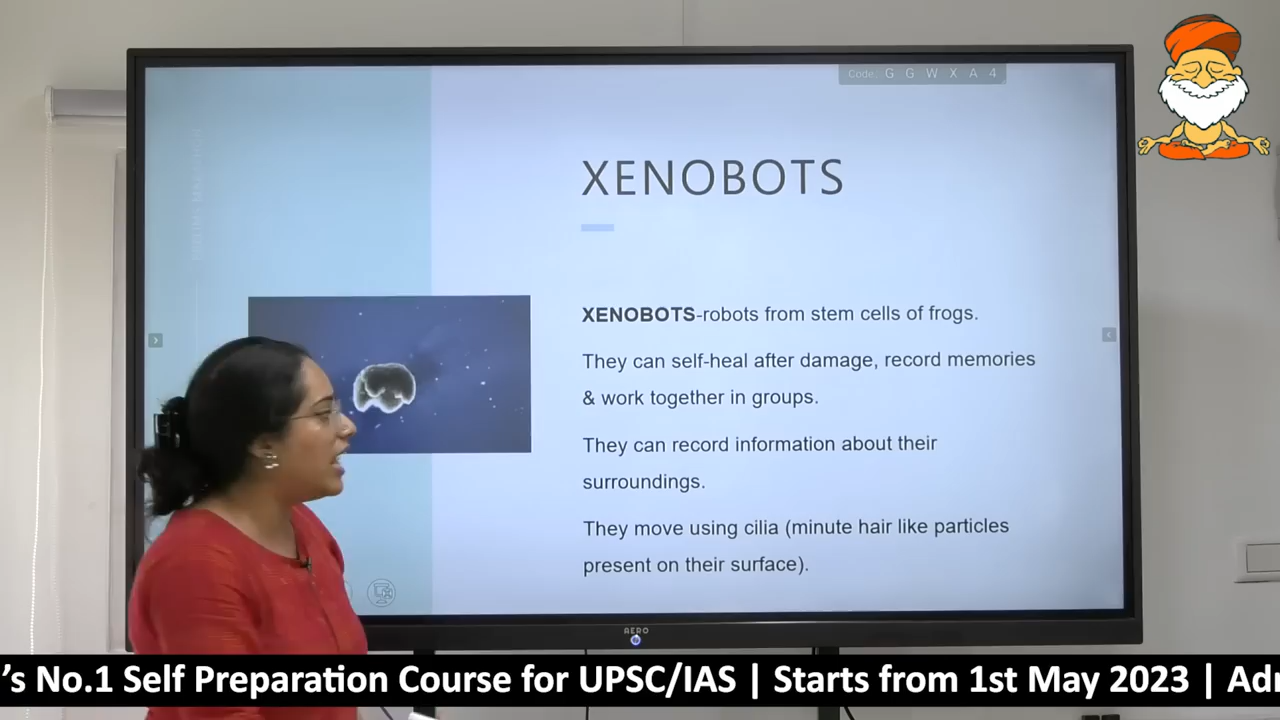 Code: G G W X A 4
XENOBOTS
XENOBOTS-robots from stem cells of frogs.
They can self-heal after damage, record memories
& work together in groups.
They can record information about their
surroundings.
They move using cilia (minute hair like particles
present on their surface).
AERO
’s No.1 Self Preparation Course for UPSC/IAS | Starts from 1st May 2023 | Adm